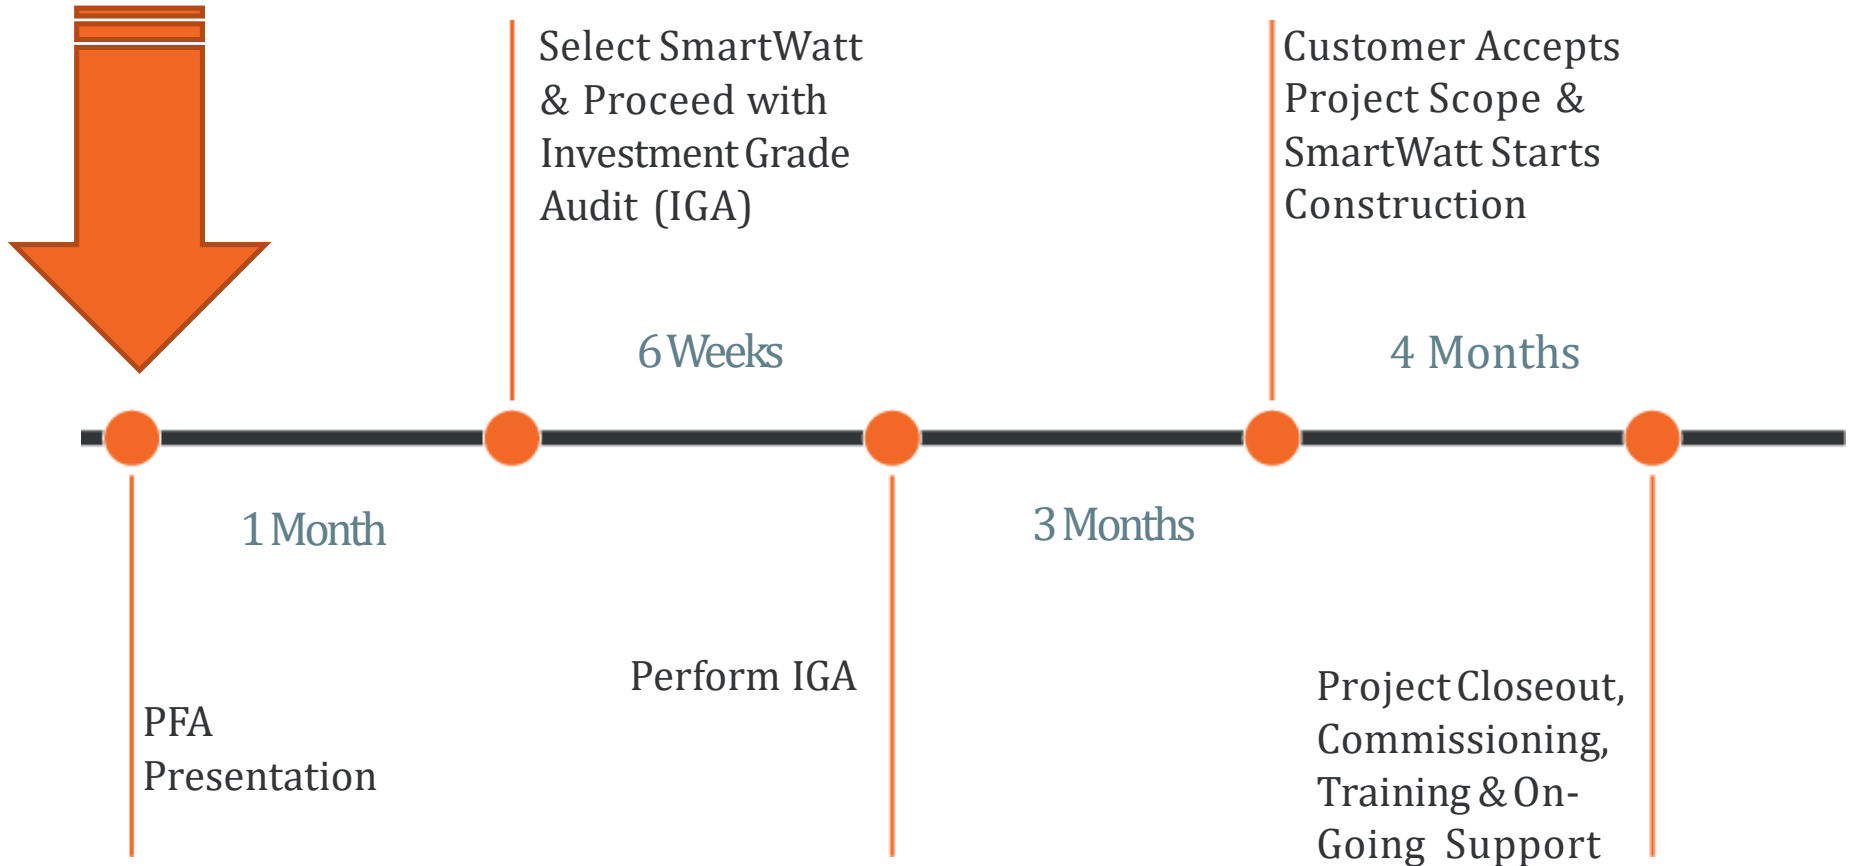 Select SmartWatt
& Proceed with
Investment Grade
Audit (IGA)
Customer Accepts
Project Scope &
SmartWatt Starts
Construction
6 Weeks
4 Months
1 Month
3 Months
PFA
Presentation
Perform IGA
Project Closeout,
Commissioning,
Training & On-
Going Support